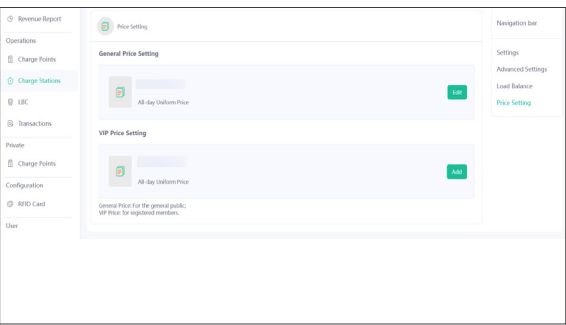 Revenue Report
Operations
Charge Points
Charge Stations
LBC
Transactions
Private
Charge Points
Configuration
RFID Card
User
Price Setting
General Price Setting
All-day Uniform Price
Edit
VIP Price Setting
All-day Uniform Price
Add
General Price: For the general public;
VIP Price: for registered members.
Navigation bar
Settings
Advanced Settings
Load Balance
Price Setting